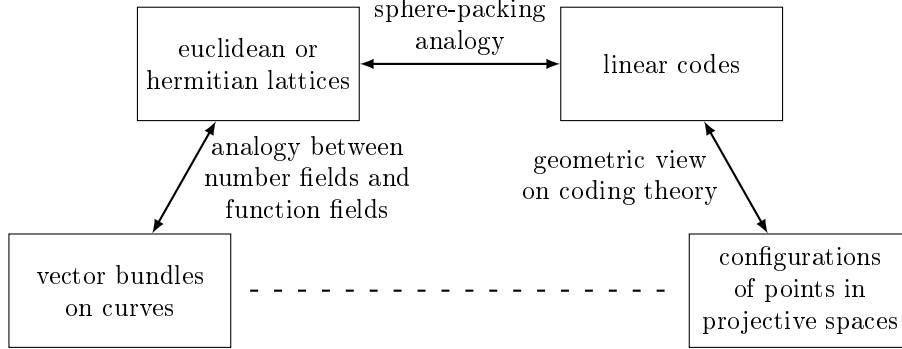 sphere-packing
analogy
euclidean or
hermitian lattices
linear codes
analogy between
number fields and
function fields
geometric view
on coding theory
vector bundles
on curves
configurations
of points in
projective spaces